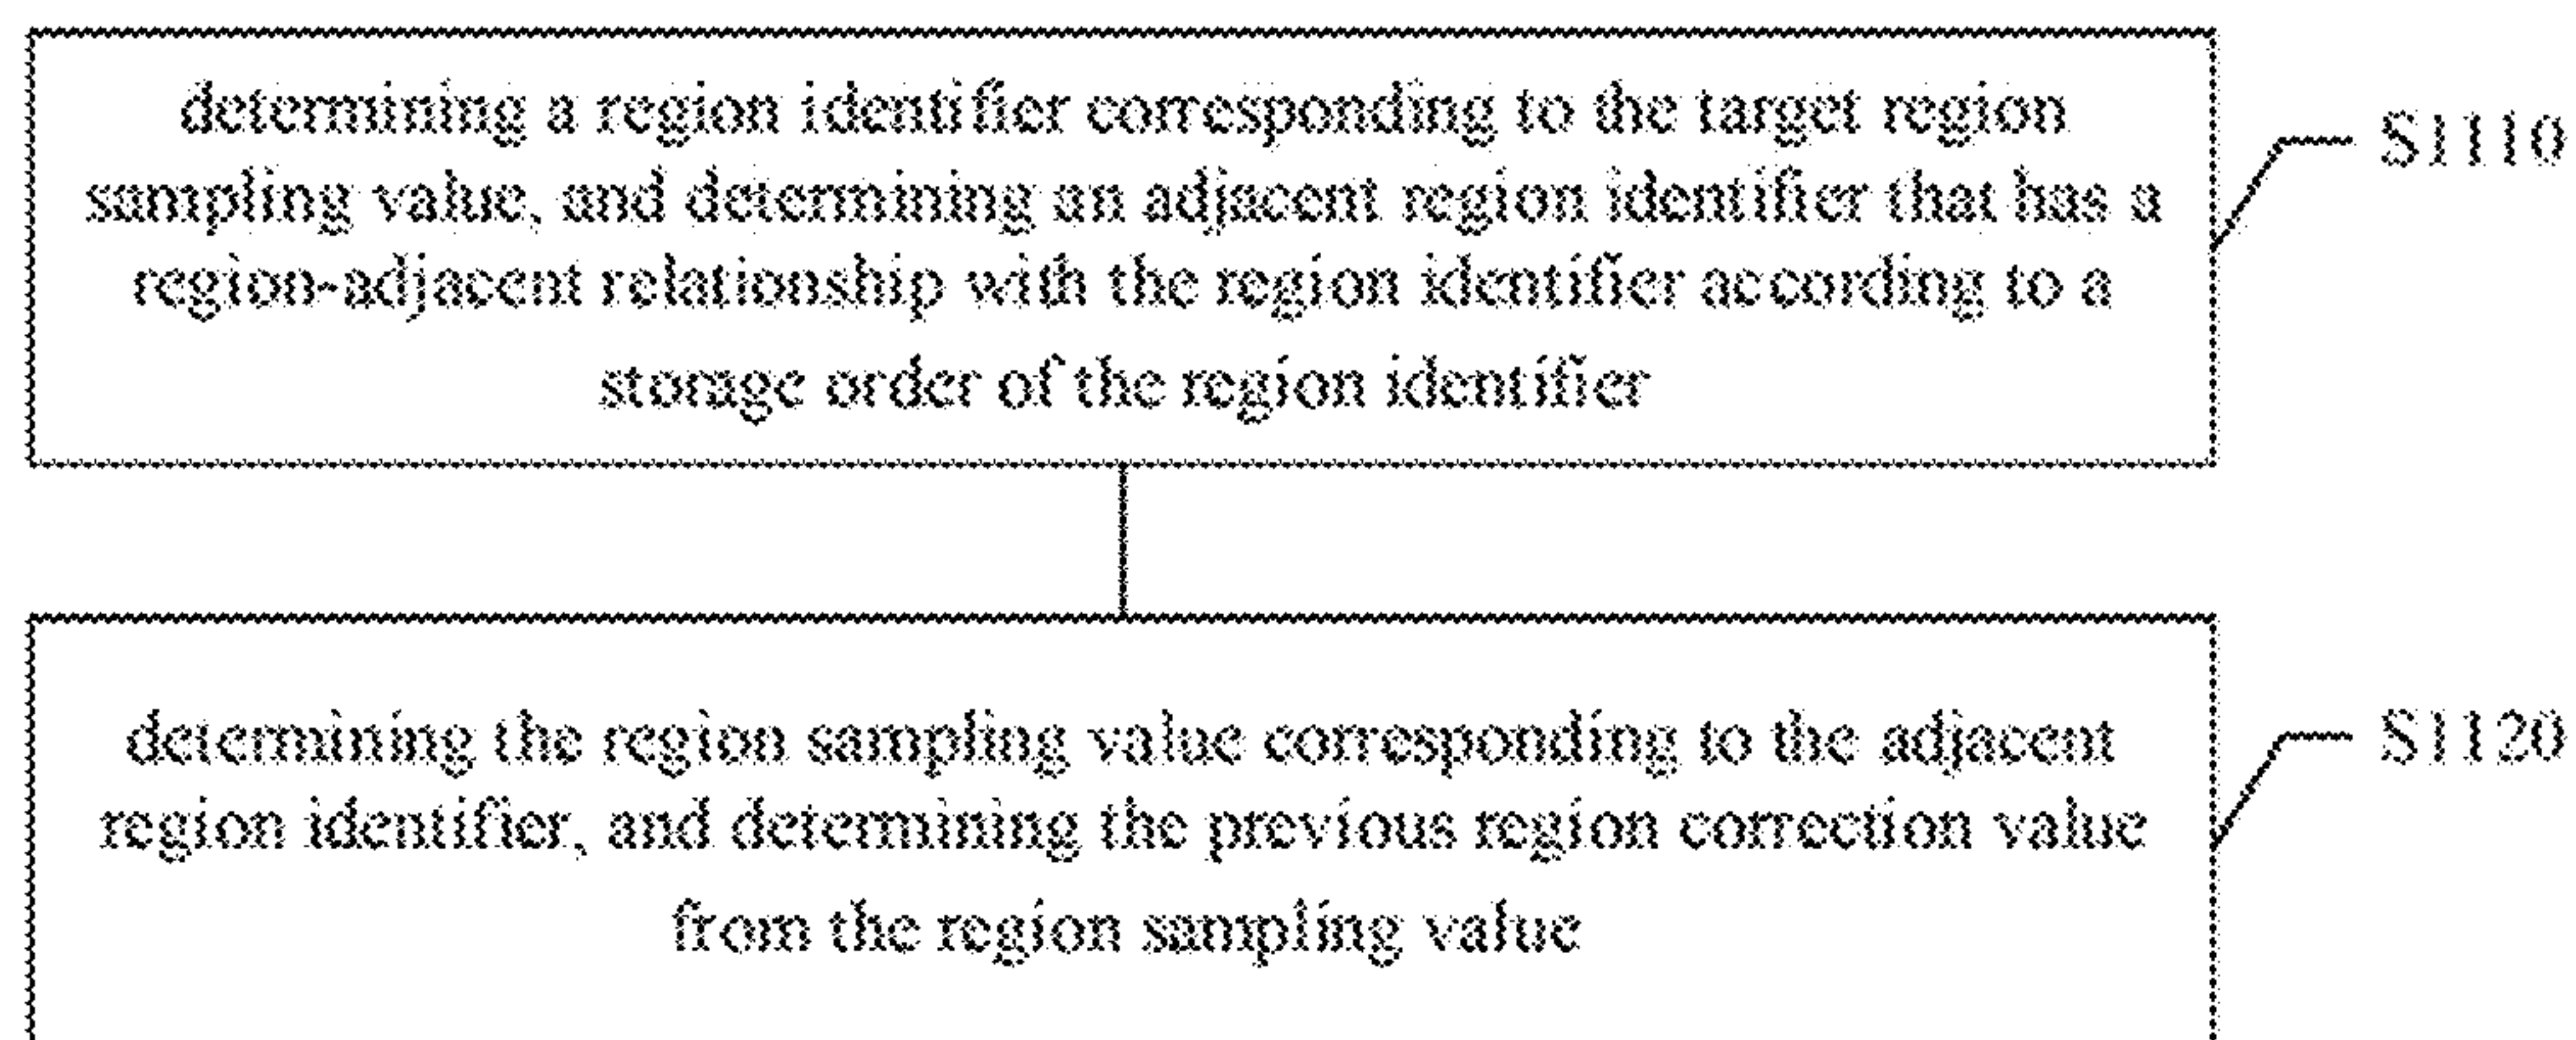 determining a region identifier corresponding to the target region
sampling value, and determining an adjacent region identifier that has a
region-adjacent relationship with the region identifier according to a
storage order of the region identifier
S1110
determining the region sampling value corresponding to the adjacent
region identifier, and determining the previous region correction value
from the region sampling value
S1120